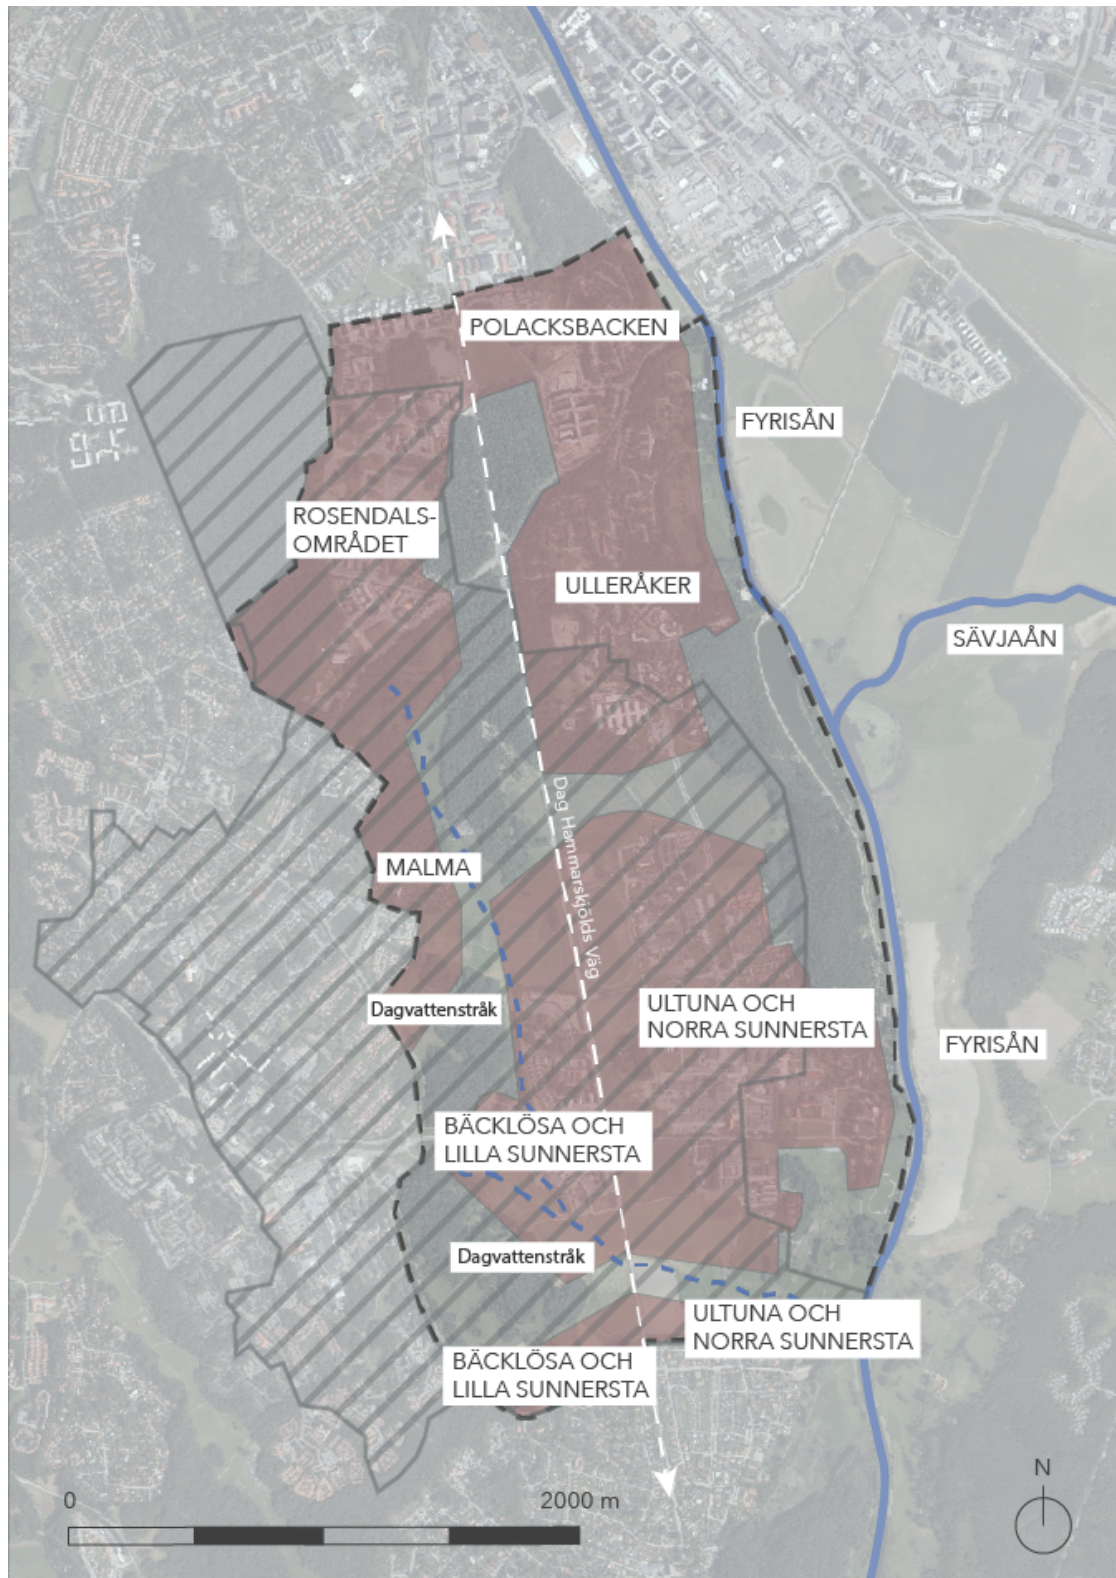 POLACKSBACKEN
FYRISÅN
ROSENDALS-
OMRÅDET
ULLERÅKER
SÄVJAÅN
Dag Hammarskjölds Väg
MALMA
ULTUNA OCH
NORRA SUNNERSTA
Dagvattenstråk
FYRISÅN
BÄCKLÖSA OCH
LILLA SUNNERSTA
Dagvattenstråk
ULTUNA OCH
NORRA SUNNERSTA
BÄCKLÖSA OCH
LILLA SUNNERSTA
N
0 2000 m